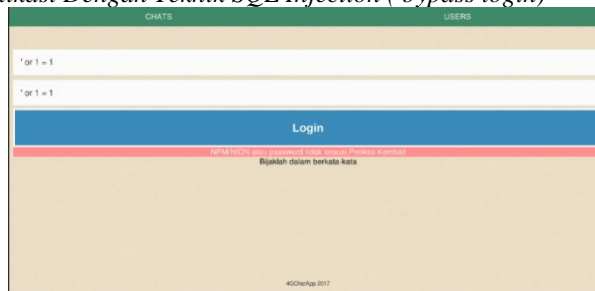 likasi Dengan Teknik SQL Injection ( bypass login)
CHATS USERS
' or 1 = 1
' or 1 = 1
Login
NPM/NIDN atau password tidak sesuai Periksa Kembali
Bijaklah dalam berkata-kata
4GChatApp 2017